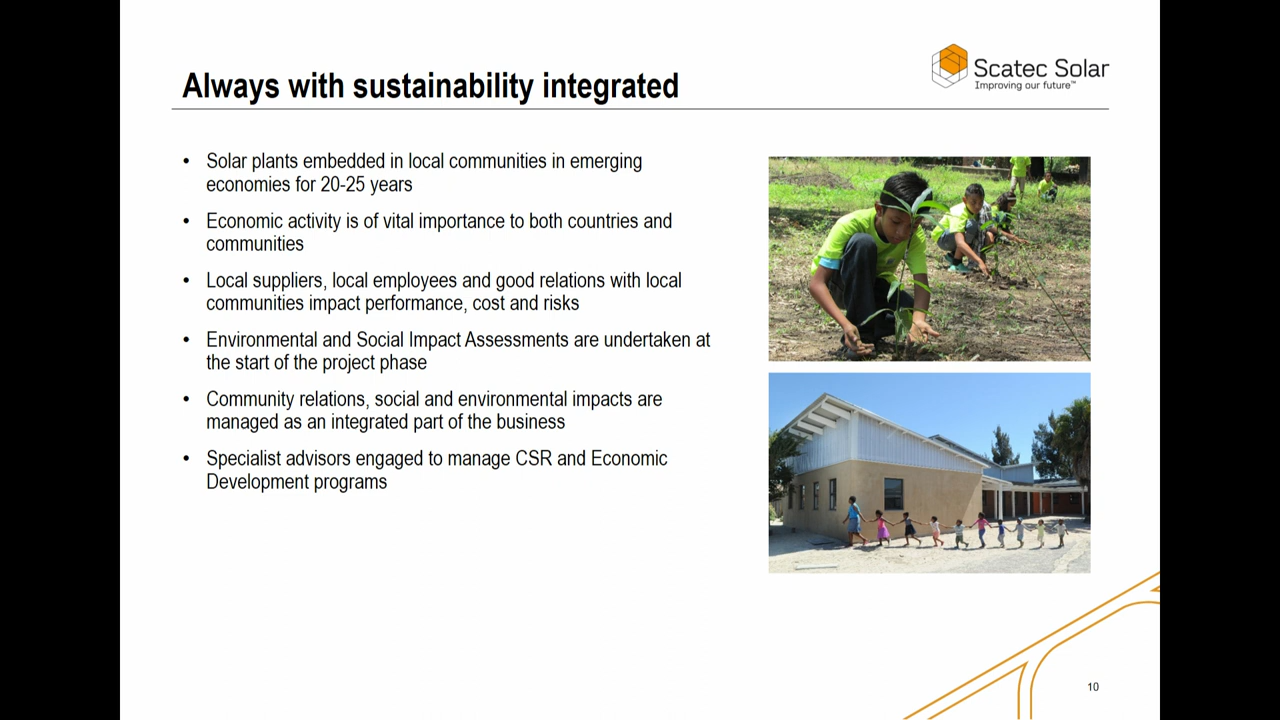 Always with sustainability integrated
Scatec Solar
Improving our future™
• Solar plants embedded in local communities in emerging
economies for 20-25 years
• Economic activity is of vital importance to both countries and
communities
• Local suppliers, local employees and good relations with local
communities impact performance, cost and risks
• Environmental and Social Impact Assessments are undertaken at
the start of the project phase
• Community relations, social and environmental impacts are
managed as an integrated part of the business
• Specialist advisors engaged to manage CSR and Economic
Development programs
10